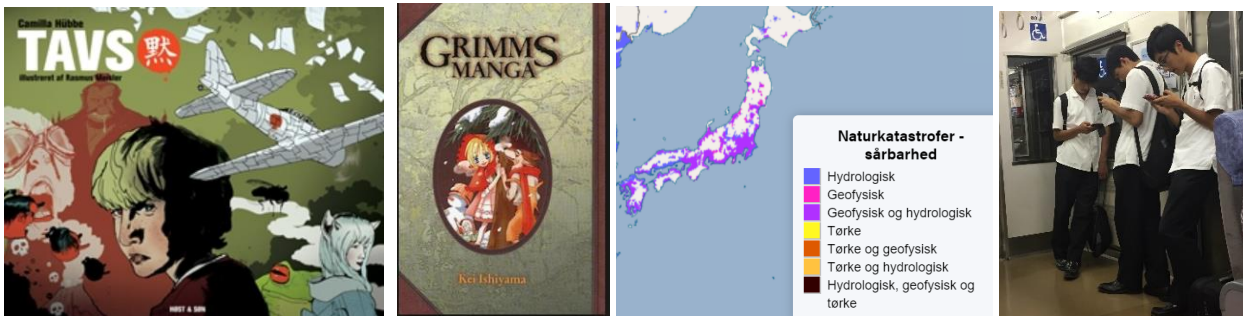 Camilla Hübbe
TAVS 黙
illustreret af Rasmus Meisler
HØST & SØN
GRIMMS
MANGA
Kei Ishiyama
Naturkatastrofer -
sårbarhed
Hydrologisk
Geofysisk
Geofysisk og hydrologisk
Tørke
Tørke og geofysisk
Tørke og hydrologisk
Hydrologisk, geofysisk og
tørke